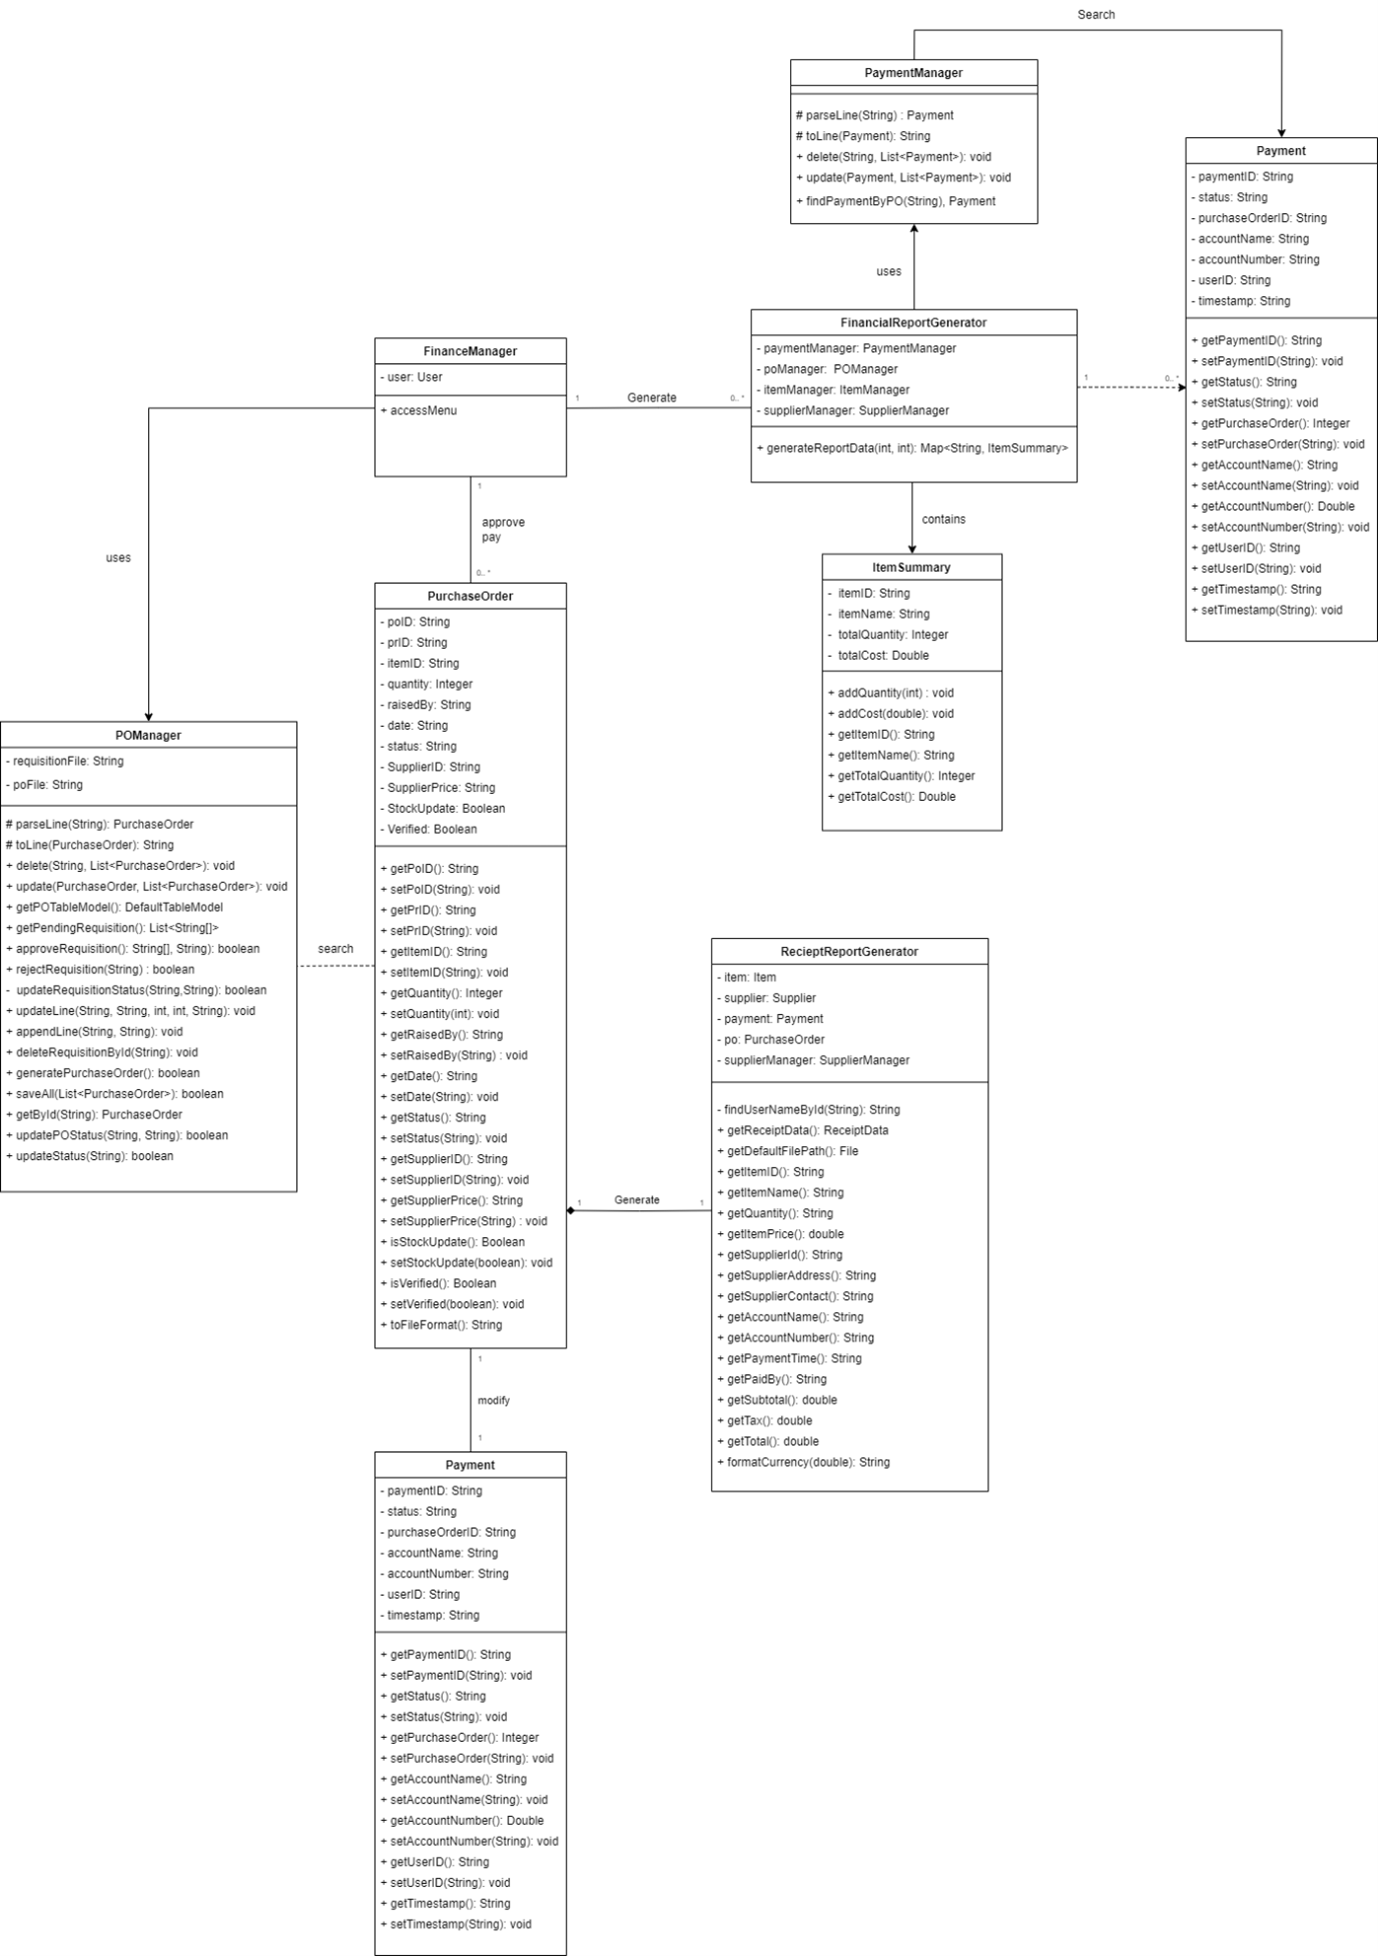 Search
PaymentManager
# parseLine(String) : Payment
# toLine(Payment): String
+ delete(String, List<Payment>): void
+ update(Payment, List<Payment>): void
+ findPaymentByPO(String), Payment
Payment
- paymentID: String
- status: String
- purchaseOrderID: String
- accountName: String
- accountNumber: String
- userID: String
- timestamp: String
+ getPaymentID(): String
+ setPaymentID(String): void
+ getStatus(): String
+ setStatus(String): void
+ getPurchaseOrder(): Integer
+ setPurchaseOrder(String): void
+ getAccountName(): String
+ setAccountName(String): void
+ getAccountNumber(): Double
+ setAccountNumber(String): void
+ getUserID(): String
+ setUserID(String): void
+ getTimestamp(): String
+ setTimestamp(String): void
uses
FinancialReportGenerator
- paymentManager: PaymentManager
- poManager:  POManager
- itemManager: ItemManager
- supplierManager: SupplierManager
+ generateReportData(int, int): Map<String, ItemSummary>
1
0.. *
FinanceManager
- user: User
+ accessMenu
1
Generate
0.. *
contains
ItemSummary
-  itemID: String
-  itemName: String
-  totalQuantity: Integer
-  totalCost: Double
+ addQuantity(int) : void
+ addCost(double): void
+ getItemID(): String
+ getItemName(): String
+ getTotalQuantity(): Integer
+ getTotalCost(): Double
uses
1
approve
pay
0.. *
PurchaseOrder
- poID: String
- prID: String
- itemID: String
- quantity: Integer
- raisedBy: String
- date: String
- status: String
- SupplierID: String
- SupplierPrice: String
- StockUpdate: Boolean
- Verified: Boolean
+ getPoID(): String
+ setPoID(String): void
+ getPrID(): String
+ setPrID(String): void
+ getItemID(): String
+ setItemID(String): void
+ getQuantity(): Integer
+ setQuantity(int): void
+ getRaisedBy(): String
+ setRaisedBy(String) : void
+ getDate(): String
+ setDate(String): void
+ getStatus(): String
+ setStatus(String): void
+ getSupplierID(): String
+ setSupplierID(String): void
+ getSupplierPrice(): String
+ setSupplierPrice(String) : void
+ isStockUpdate(): Boolean
+ setStockUpdate(boolean): void
+ isVerified(): Boolean
+ setVerified(boolean): void
+ toFileFormat(): String
POManager
- requisitionFile: String
- poFile: String
# parseLine(String): PurchaseOrder
# toLine(PurchaseOrder): String
+ delete(String, List<PurchaseOrder>): void
+ update(PurchaseOrder, List<PurchaseOrder>): void
+ getPOTableModel(): DefaultTableModel
+ getPendingRequisition(): List<String[]>
+ approveRequisition(): String[], String): boolean
+ rejectRequisition(String) : boolean
-  updateRequisitionStatus(String,String): boolean
+ updateLine(String, String, int, int, String): void
+ appendLine(String, String): void
+ deleteRequisitionById(String): void
+ generatePurchaseOrder(): boolean
+ saveAll(List<PurchaseOrder>): boolean
+ getById(String): PurchaseOrder
+ updatePOStatus(String, String): boolean
+ updateStatus(String): boolean
search
RecieptReportGenerator
- item: Item
- supplier: Supplier
- payment: Payment
- po: PurchaseOrder
- supplierManager: SupplierManager
- findUserNameById(String): String
+ getReceiptData(): ReceiptData
+ getDefaultFilePath(): File
+ getItemID(): String
+ getItemName(): String
+ getQuantity(): String
+ getItemPrice(): double
+ getSupplierId(): String
+ getSupplierAddress(): String
+ getSupplierContact(): String
+ getAccountName(): String
+ getAccountNumber(): String
+ getPaymentTime(): String
+ getPaidBy(): String
+ getSubtotal(): double
+ getTax(): double
+ getTotal(): double
+ formatCurrency(double): String
1
Generate
1
1
modify
1
Payment
- paymentID: String
- status: String
- purchaseOrderID: String
- accountName: String
- accountNumber: String
- userID: String
- timestamp: String
+ getPaymentID(): String
+ setPaymentID(String): void
+ getStatus(): String
+ setStatus(String): void
+ getPurchaseOrder(): Integer
+ setPurchaseOrder(String): void
+ getAccountName(): String
+ setAccountName(String): void
+ getAccountNumber(): Double
+ setAccountNumber(String): void
+ getUserID(): String
+ setUserID(String): void
+ getTimestamp(): String
+ setTimestamp(String): void